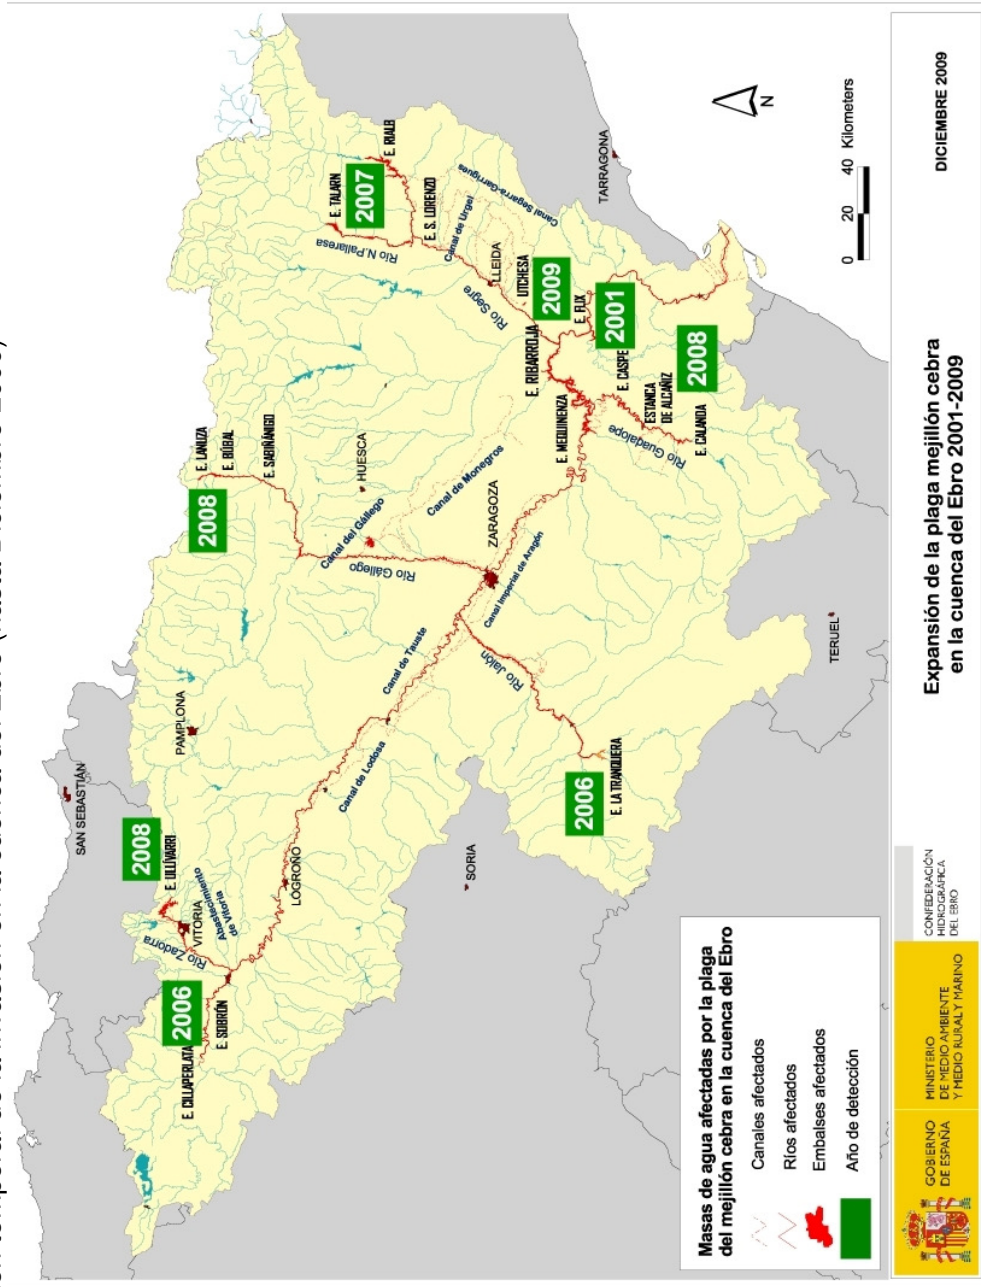 SAN SEBASTIÁN
PAMPLONA
2008
E. ULLÍVARRI
VITORIA
Abastecimiento
de Vitoria
Río Zadorra
2006
E. CILLAPERLATA
E. SOBRÓN
LOGROÑO
Canal de Lodosa
Canal de Tauste
SORIA
2008
E. LANUZA
E. BÚBAL
E. SABIÑÁNIGO
HUESCA
Canal del Gállego
Río Gállego
Canal de Monegros
ZARAGOZA
Canal Imperial de Aragón
Río Jalón
2006
E. LA TRANQUERA
TERUEL
E. TALARN
2007
E. RIALB
Río N.Pallaresa
E. S. LORENZO
Canal de Urgel
Canal Segarra-Garrigues
LLEIDA
Río Segre
UTCHESA
2009
E. RIBARROJA
E. FLIX
2001
E. MEQUINENZA
E. CASPE
2008
ESTANCA
DE ALCAÑIZ
E. CALANDA
Río Guadalope
TARRAGONA
N
0 20 40 Kilometers
Masas de agua afectadas por la plaga
del mejillón cebra en la cuenca del Ebro
Canales afectados
Ríos afectados
Embalses afectados
Año de detección
GOBIERNO
DE ESPAÑA
MINISTERIO
DE MEDIO AMBIENTE
Y MEDIO RURAL Y MARINO
CONFEDERACIÓN
HIDROGRÁFICA
DEL EBRO
Expansión de la plaga mejillón cebra
en la cuenca del Ebro 2001-2009
DICIEMBRE 2009